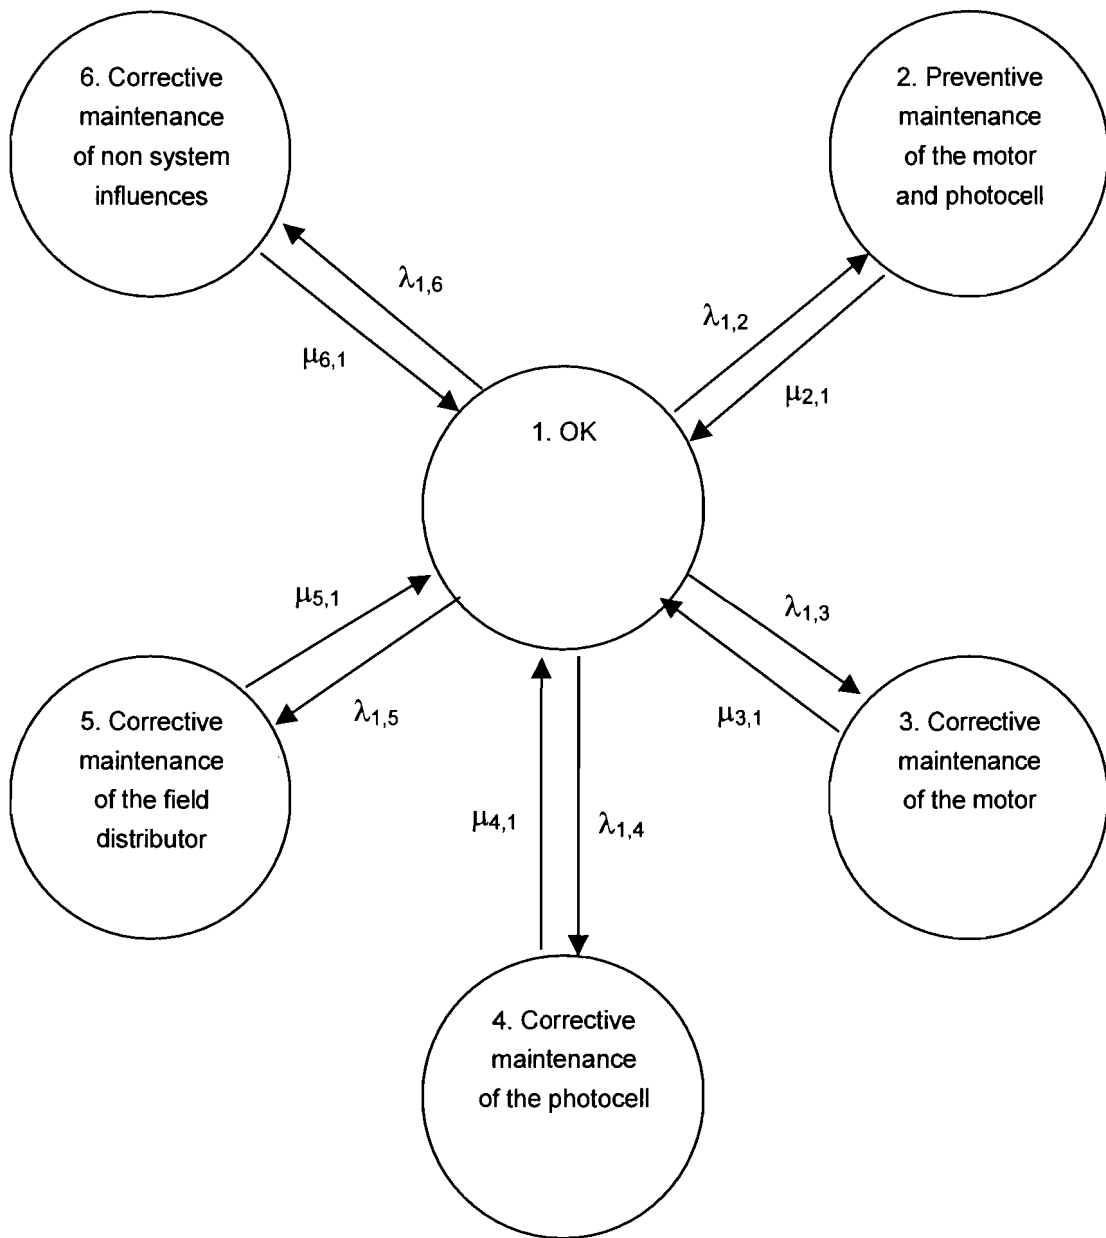 6. Corrective
maintenance
of non system
influences
2. Preventive
maintenance
of the motor
and photocell
λ1,6
λ1,2
μ6,1
μ2,1
1. OK
μ5,1
λ1,3
λ1,5
μ3,1
5. Corrective
maintenance
of the field
distributor
3. Corrective
maintenance
of the motor
μ4,1
λ1,4
4. Corrective
maintenance
of the photocell